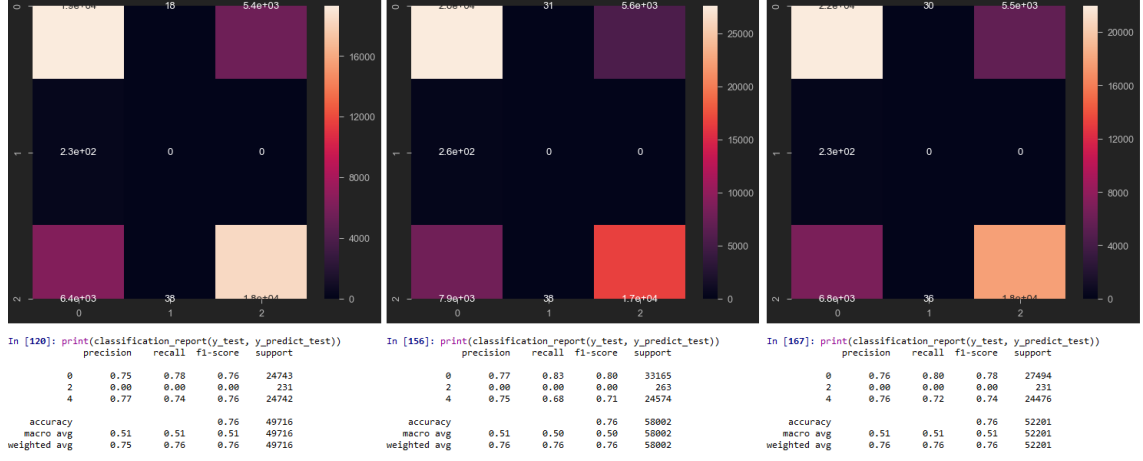 0 1.9e+04 18 5.4e+03
16000
12000
2.3e+02 0 0
1
8000
4000
2 6.4e+03 38 1.8e+04 0
0 1 2
In [120]: print(classification_report(y_test, y_predict_test))
precision recall f1-score support
0 0.75 0.78 0.76 24743
2 0.00 0.00 0.00 231
4 0.77 0.74 0.76 24742
accuracy 0.76 49716
macro avg 0.51 0.51 0.51 49716
weighted avg 0.75 0.76 0.76 49716
31 5.6e+03
25000
20000
15000
2.6e+02 0 0
10000
5000
7.9e+03 38 1.7e+04 0
0 1 2
In [156]: print(classification_report(y_test, y_predict_test))
precision recall f1-score support
0 0.77 0.83 0.80 33165
2 0.00 0.00 0.00 263
4 0.75 0.68 0.71 24574
accuracy 0.76 58002
macro avg 0.51 0.50 0.50 58002
weighted avg 0.76 0.76 0.76 58002
0 2.2e+04 30 5.5e+03
20000
16000
12000
1 2.3e+02 0 0
8000
4000
2 6.8e+03 36 1.8e+04 0
0 1 2
In [167]: print(classification_report(y_test, y_predict_test))
precision recall f1-score support
0 0.76 0.80 0.78 27494
2 0.00 0.00 0.00 231
4 0.76 0.72 0.74 24476
accuracy 0.76 52201
macro avg 0.51 0.51 0.51 52201
weighted avg 0.76 0.76 0.76 52201